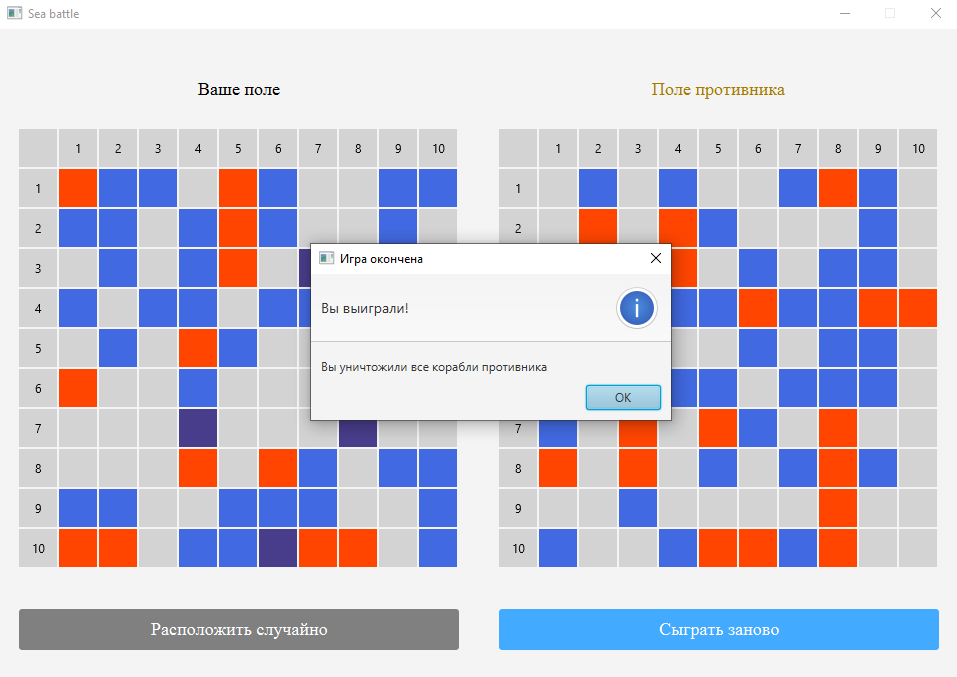 Sea battle
Ваше поле
Поле противника
1 2 3 4 5 6 7 8 9 10
1 2 3 4 5 6 7 8 9 10
1
1
2
2
3
Игра окончена
4
Вы выиграли!
5
6
Вы уничтожили все корабли противника
OK
7
7
8
8
9
9
10
10
Расположить случайно
Сыграть заново